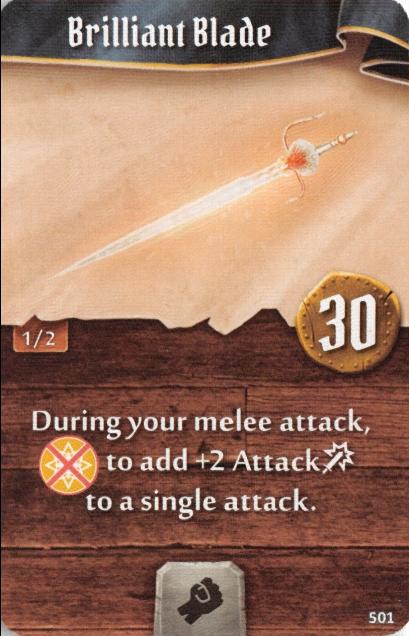 Brilliant Blade
1/2
30
During your melee attack,
to add +2 Attack
to a single attack.
501